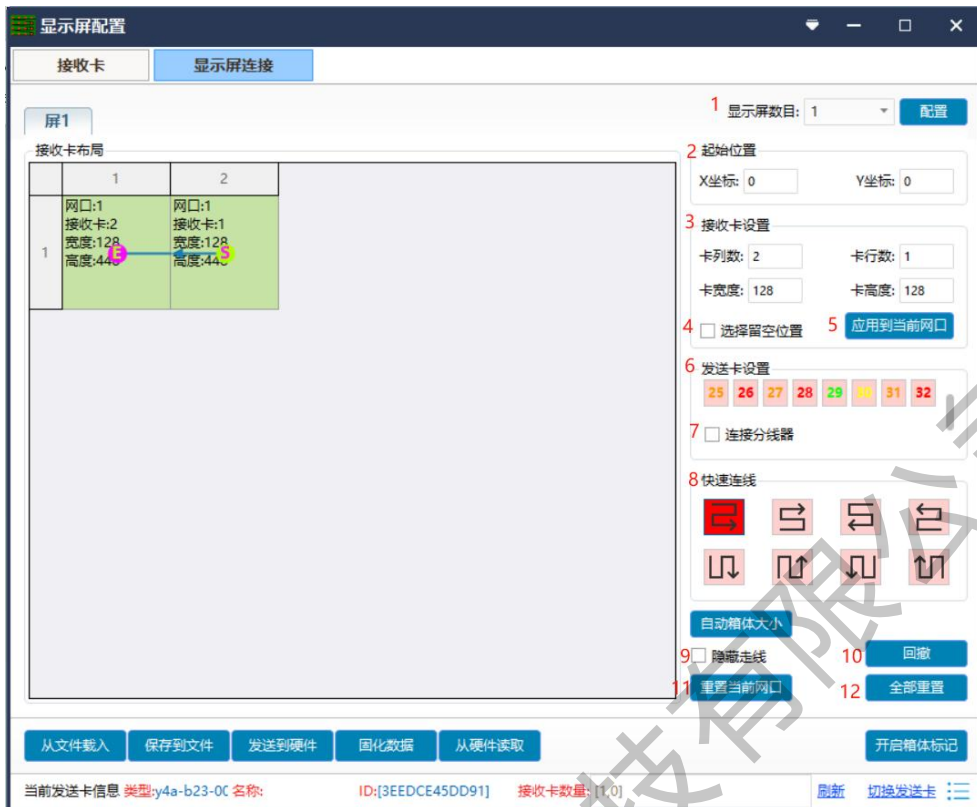 显示屏配置
接收卡
显示屏连接
屏1
1 显示屏数目: 1 配置
接收卡布局
1 2
1
网口:1
接收卡:2
宽度:128
E
网口:1
接收卡:1
宽度:128
S
2 起始位置
X坐标: 0 Y坐标: 0
3 接收卡设置
卡列数: 2 卡行数: 1
卡宽度: 128 卡高度: 128
4 选择留空位置 5 应用到当前网口
6 发送卡设置
25 26 27 28 29 30 31 32
7 连接分线器
8 快速连线
自动箱体大小
9 隐藏走线 10 回撤
11 重置当前网口 12 全部重置
从文件载入 保存到文件 发送到硬件 固化数据 从硬件读取 开启箱体标记
当前发送卡信息 类型:y4a-b23-0 名称: ID:[3EEDCE45DD91] 接收卡数量: [1,0] 刷新 切换发送卡
技有限公司